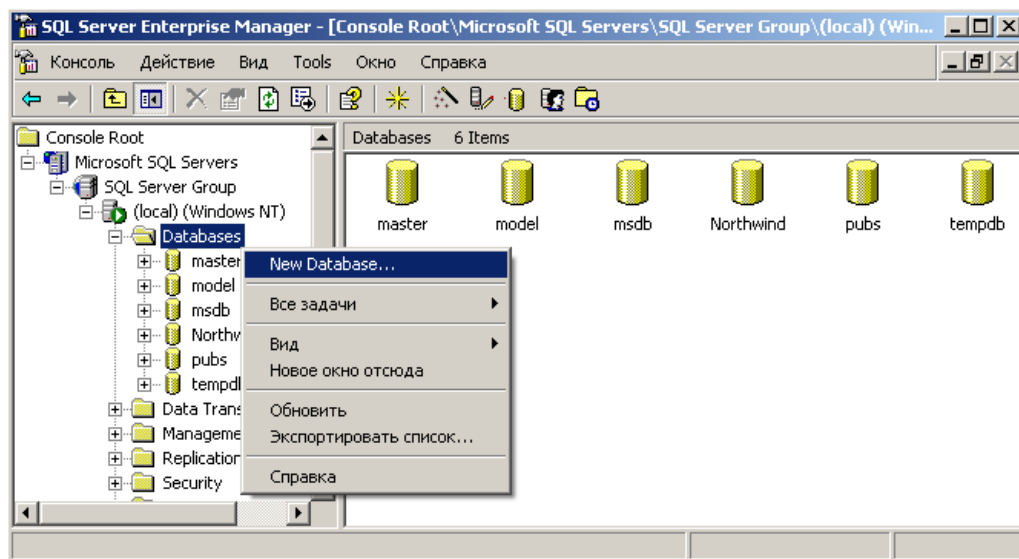 SQL Server Enterprise Manager - [Console Root\Microsoft SQL Servers\SQL Server Group\(local) (Win...
Консоль Действие Вид Tools Окно Справка
Console Root
Microsoft SQL Servers
SQL Server Group
(local) (Windows NT)
Databases
master
model
msdb
Northw
pubs
tempdl
Data Trans
Manageme
Replication
Security
New Database...
Все задачи
Вид
Новое окно отсюда
Обновить
Экспортировать список...
Справка
Databases 6 Items
master model msdb Northwind pubs tempdb